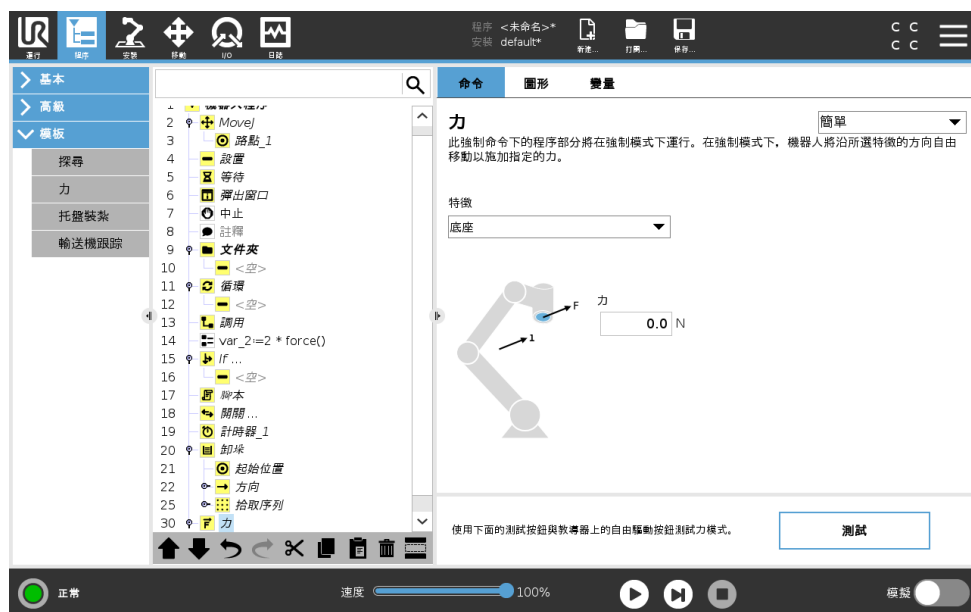 程序 <未命名>*
安裝 default*
運行 程序 安裝 移動 I/O 日誌
新建... 打開... 保存...
C C
C C
基本
高級
模板
探尋
力
托盤裝紮
輸送機跟踪
1 機器人程序
2 MoveJ
3 路點_1
4 設置
5 等待
6 彈出窗口
7 中止
8 註釋
9 文件夾
10 <空>
11 循環
12 <空>
13 調用
14 var_2≔2 * force()
15 If ...
16 <空>
17 腳本
18 開關 ...
19 計時器_1
20 卸垛
21 起始位置
22 方向
25 拾取序列
30 力
命令 圖形 變量
力
簡單
此強制命令下的程序部分將在強制模式下運行。在強制模式下，機器人將沿所選特徵的方向自由
移動以施加指定的力。
特徵
底座
F
1
力
0.0 N
使用下面的測試按鈕與教導器上的自由驅動按鈕測試力模式。
測試
正常
速度 100%
模擬